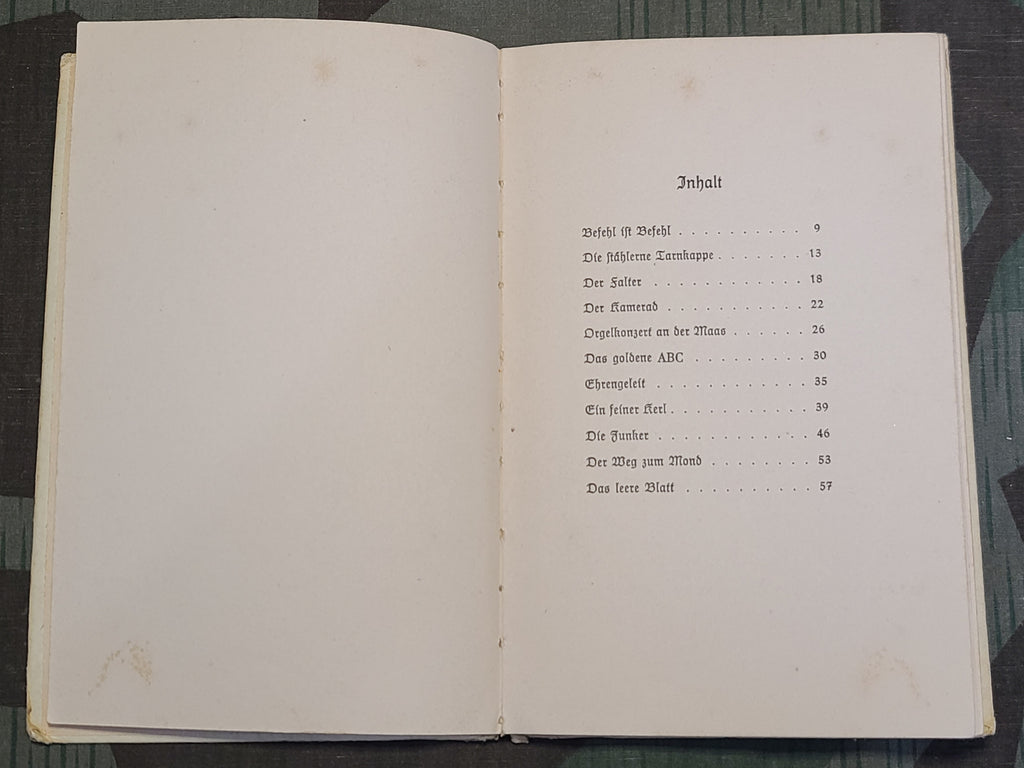 Inhalt
Befehl ist Befehl . . . . . . . . . . 9
Die stählerne Tarnkappe . . . . . . . 13
Der Falter . . . . . . . . . . . . 18
Der Kamerad . . . . . . . . . . . 22
Orgelkonzert an der Maas . . . . . . 26
Das goldene ABC . . . . . . . . . 30
Ehrengeleit . . . . . . . . . . . . 35
Ein feiner Kerl . . . . . . . . . . . 39
Die Junker . . . . . . . . . . . . 46
Der Weg zum Mond . . . . . . . . 53
Das leere Blatt . . . . . . . . . . 57